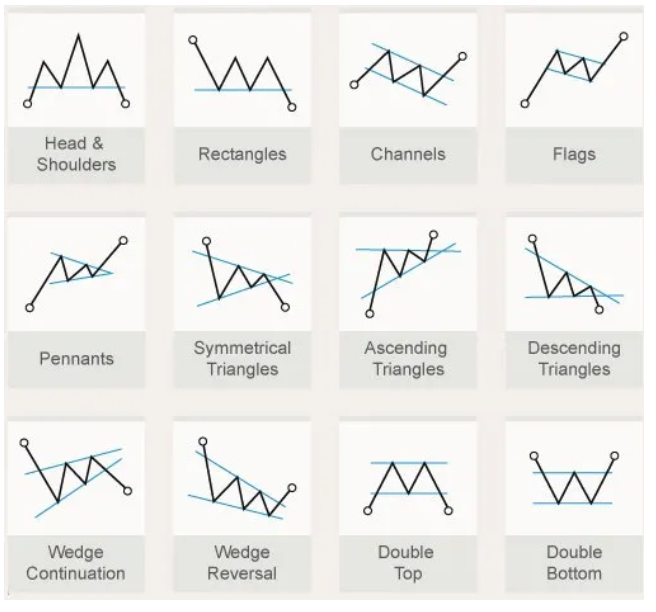 Head &
Shoulders
Rectangles
Channels
Flags
Pennants
Symmetrical
Triangles
Ascending
Triangles
Descending
Triangles
Wedge
Continuation
Wedge
Reversal
Double
Top
Double
Bottom